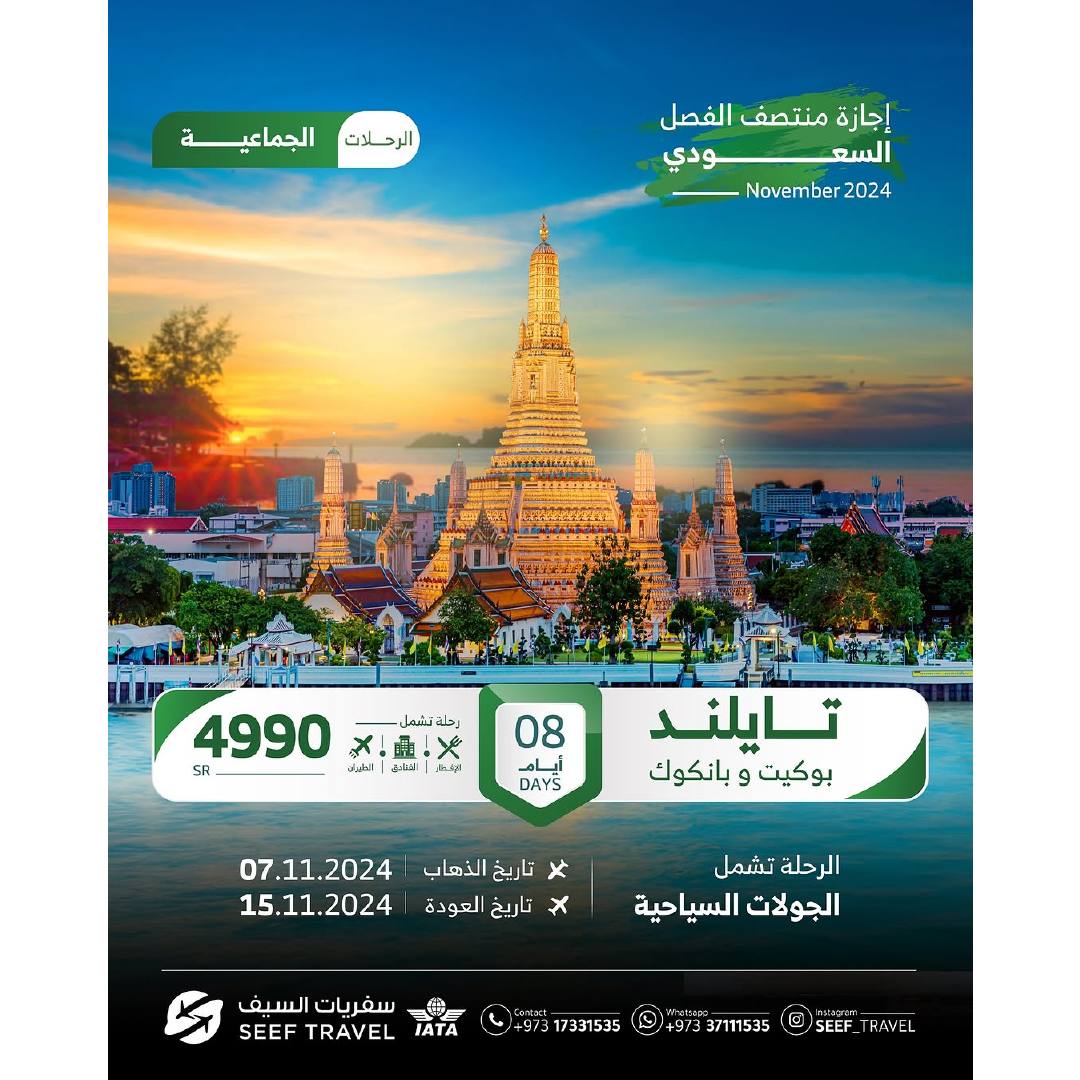 إجازة منتصف الفصل
السعودي
November 2024
الرحلات الجماعية
تايلند
بوكيت و بانكوك
08
أيام
DAYS
رحلة تشمل
الإفطار | الفنادق | الطيران
4990
SR
الرحلة تشمل
الجولات السياحية
تاريخ الذهاب | 07.11.2024
تاريخ العودة | 15.11.2024
سفريات السيف
SEEF TRAVEL
IATA
Contact
+973 17331535
Whatsapp
+973 37111535
Instagram
SEEF_TRAVEL